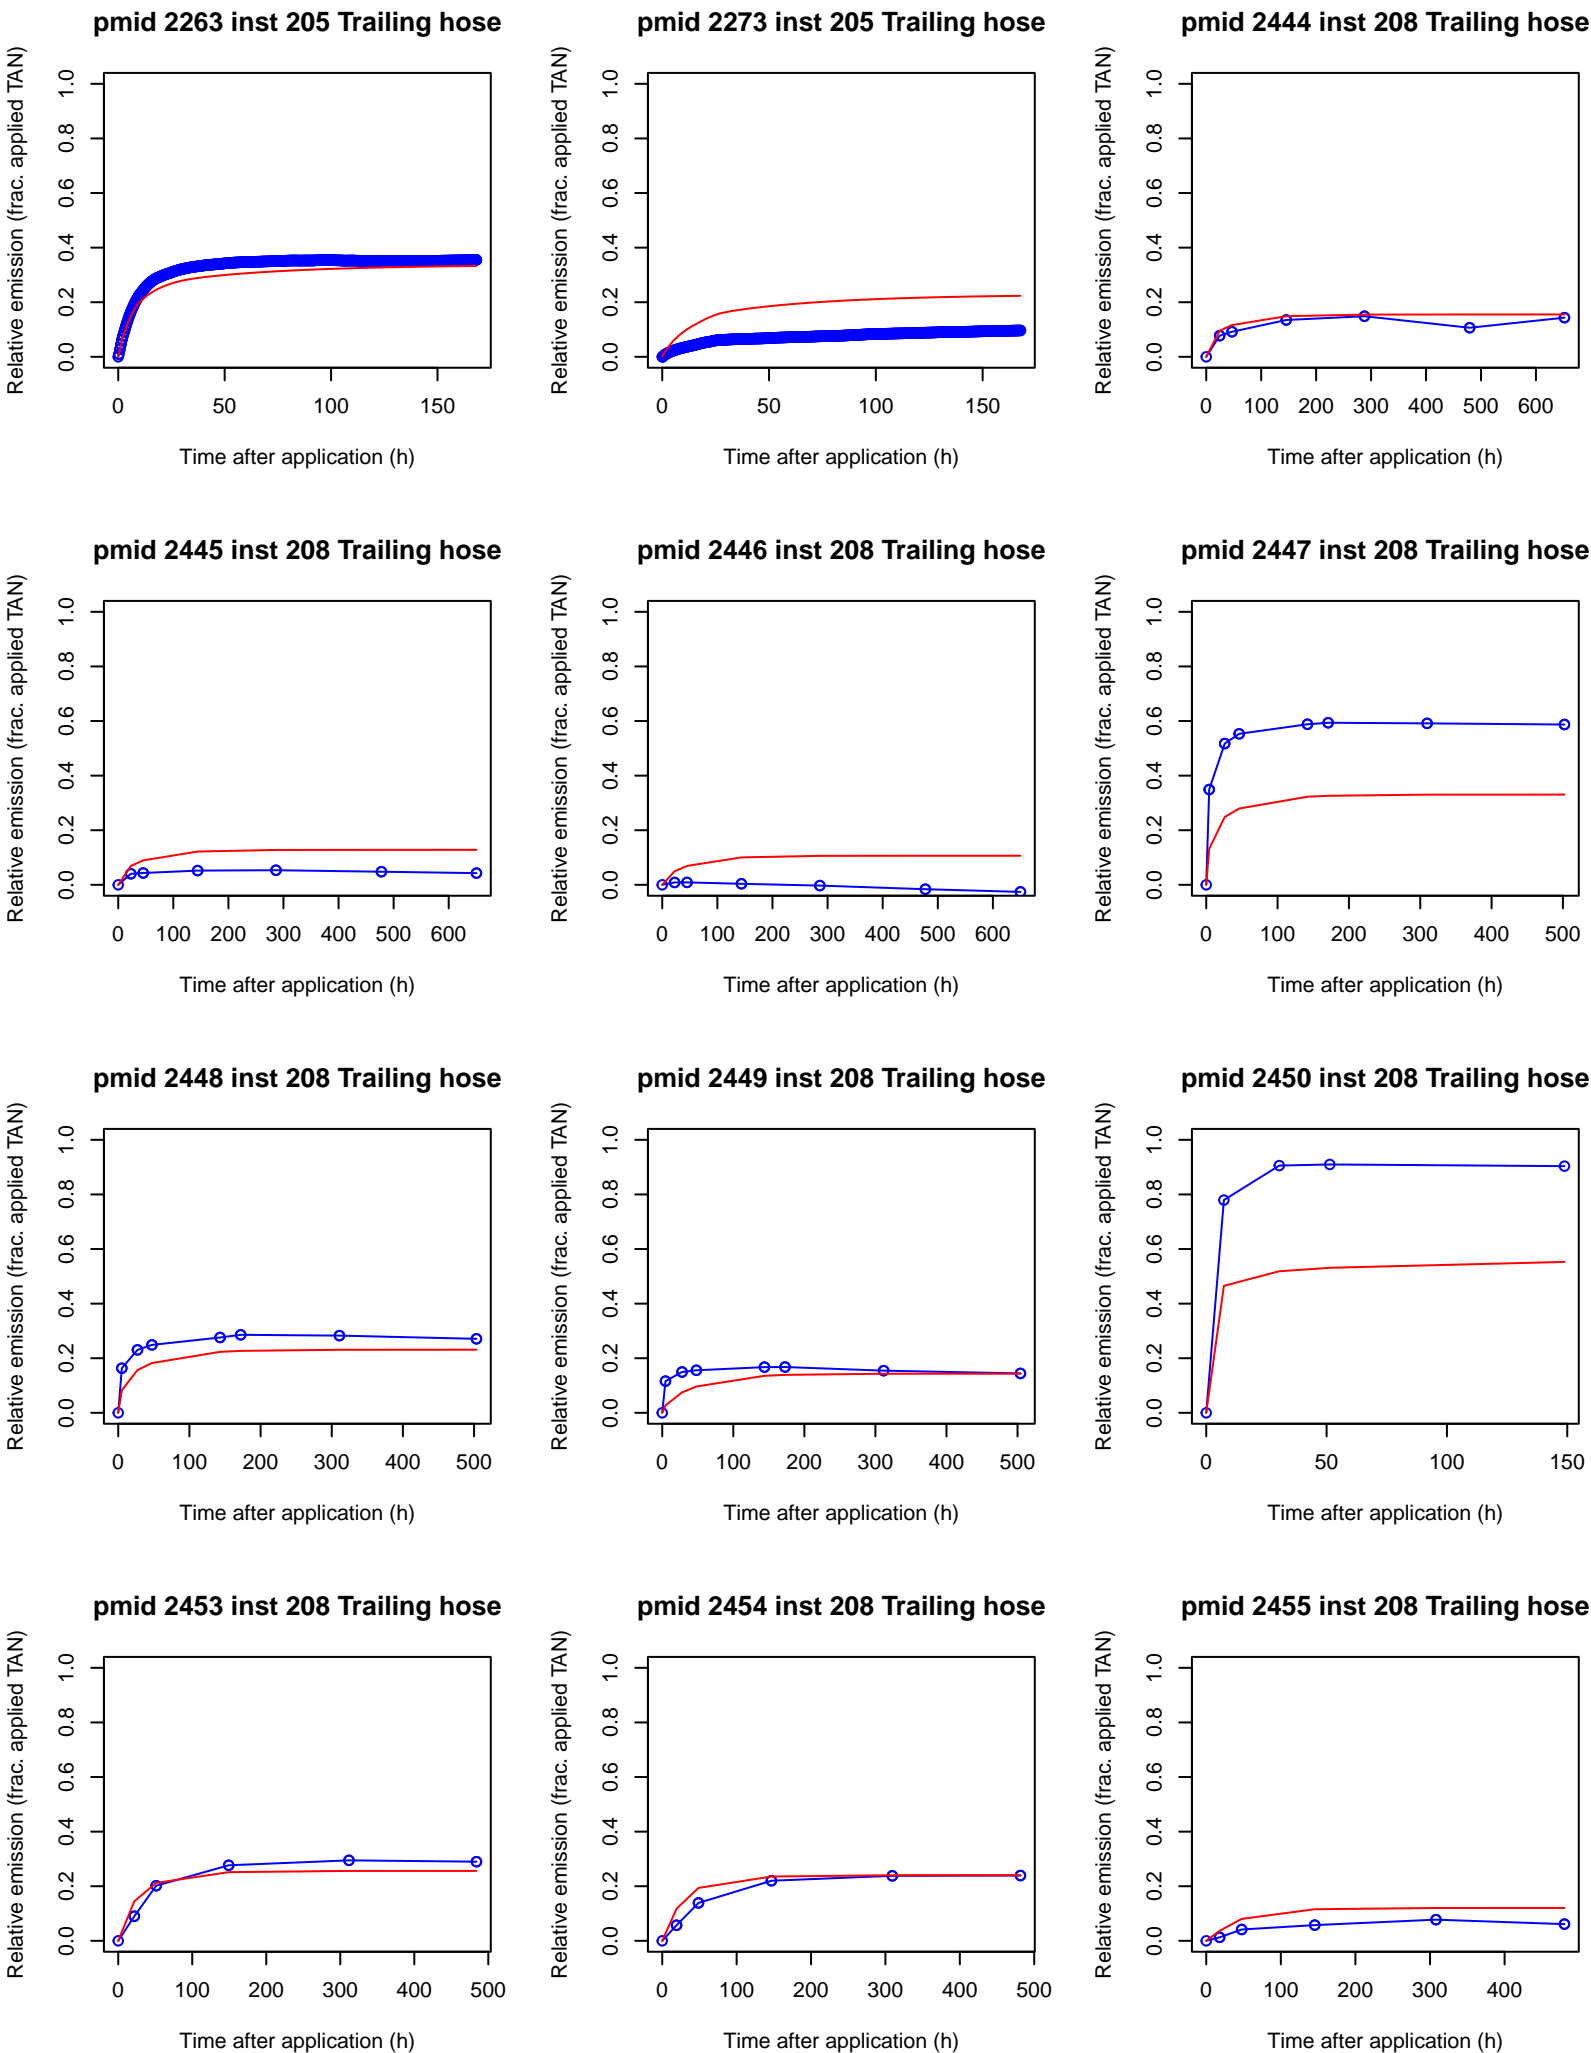 pmid 2263 inst 205 Trailing hose
Relative emission (frac. applied TAN)
1.0
0.8
0.6
0.4
0.2
0.0
0 50 100 150
Time after application (h)
pmid 2273 inst 205 Trailing hose
Relative emission (frac. applied TAN)
1.0
0.8
0.6
0.4
0.2
0.0
0 50 100 150
Time after application (h)
pmid 2444 inst 208 Trailing hose
Relative emission (frac. applied TAN)
1.0
0.8
0.6
0.4
0.2
0.0
0 100 200 300 400 500 600
Time after application (h)
pmid 2445 inst 208 Trailing hose
Relative emission (frac. applied TAN)
1.0
0.8
0.6
0.4
0.2
0.0
0 100 200 300 400 500 600
Time after application (h)
pmid 2446 inst 208 Trailing hose
Relative emission (frac. applied TAN)
1.0
0.8
0.6
0.4
0.2
0.0
0 100 200 300 400 500 600
Time after application (h)
pmid 2447 inst 208 Trailing hose
Relative emission (frac. applied TAN)
1.0
0.8
0.6
0.4
0.2
0.0
0 100 200 300 400 500
Time after application (h)
pmid 2448 inst 208 Trailing hose
Relative emission (frac. applied TAN)
1.0
0.8
0.6
0.4
0.2
0.0
0 100 200 300 400 500
Time after application (h)
pmid 2449 inst 208 Trailing hose
Relative emission (frac. applied TAN)
1.0
0.8
0.6
0.4
0.2
0.0
0 100 200 300 400 500
Time after application (h)
pmid 2450 inst 208 Trailing hose
Relative emission (frac. applied TAN)
1.0
0.8
0.6
0.4
0.2
0.0
0 50 100 150
Time after application (h)
pmid 2453 inst 208 Trailing hose
Relative emission (frac. applied TAN)
1.0
0.8
0.6
0.4
0.2
0.0
0 100 200 300 400 500
Time after application (h)
pmid 2454 inst 208 Trailing hose
Relative emission (frac. applied TAN)
1.0
0.8
0.6
0.4
0.2
0.0
0 100 200 300 400 500
Time after application (h)
pmid 2455 inst 208 Trailing hose
Relative emission (frac. applied TAN)
1.0
0.8
0.6
0.4
0.2
0.0
0 100 200 300 400
Time after application (h)